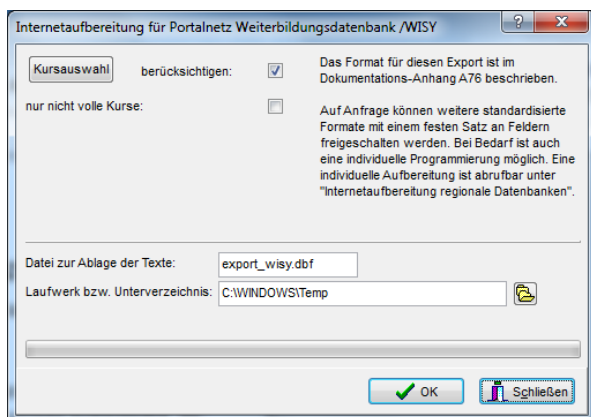 Internetaufbereitung für Portalnetz Weiterbildungsdatenbank /WISY
Kursauswahl berücksichtigen:
nur nicht volle Kurse:
Das Format für diesen Export ist im
Dokumentations-Anhang A76 beschrieben.
Auf Anfrage können weitere standardisierte
Formate mit einem festen Satz an Feldern
freigeschalten werden. Bei Bedarf ist auch
eine individuelle Programmierung möglich. Eine
individuelle Aufbereitung ist abrufbar unter
"Internetaufbereitung regionale Datenbanken".
Datei zur Ablage der Texte: export_wisy.dbf
Laufwerk bzw. Unterverzeichnis: C:\WINDOWS\Temp
OK Schließen